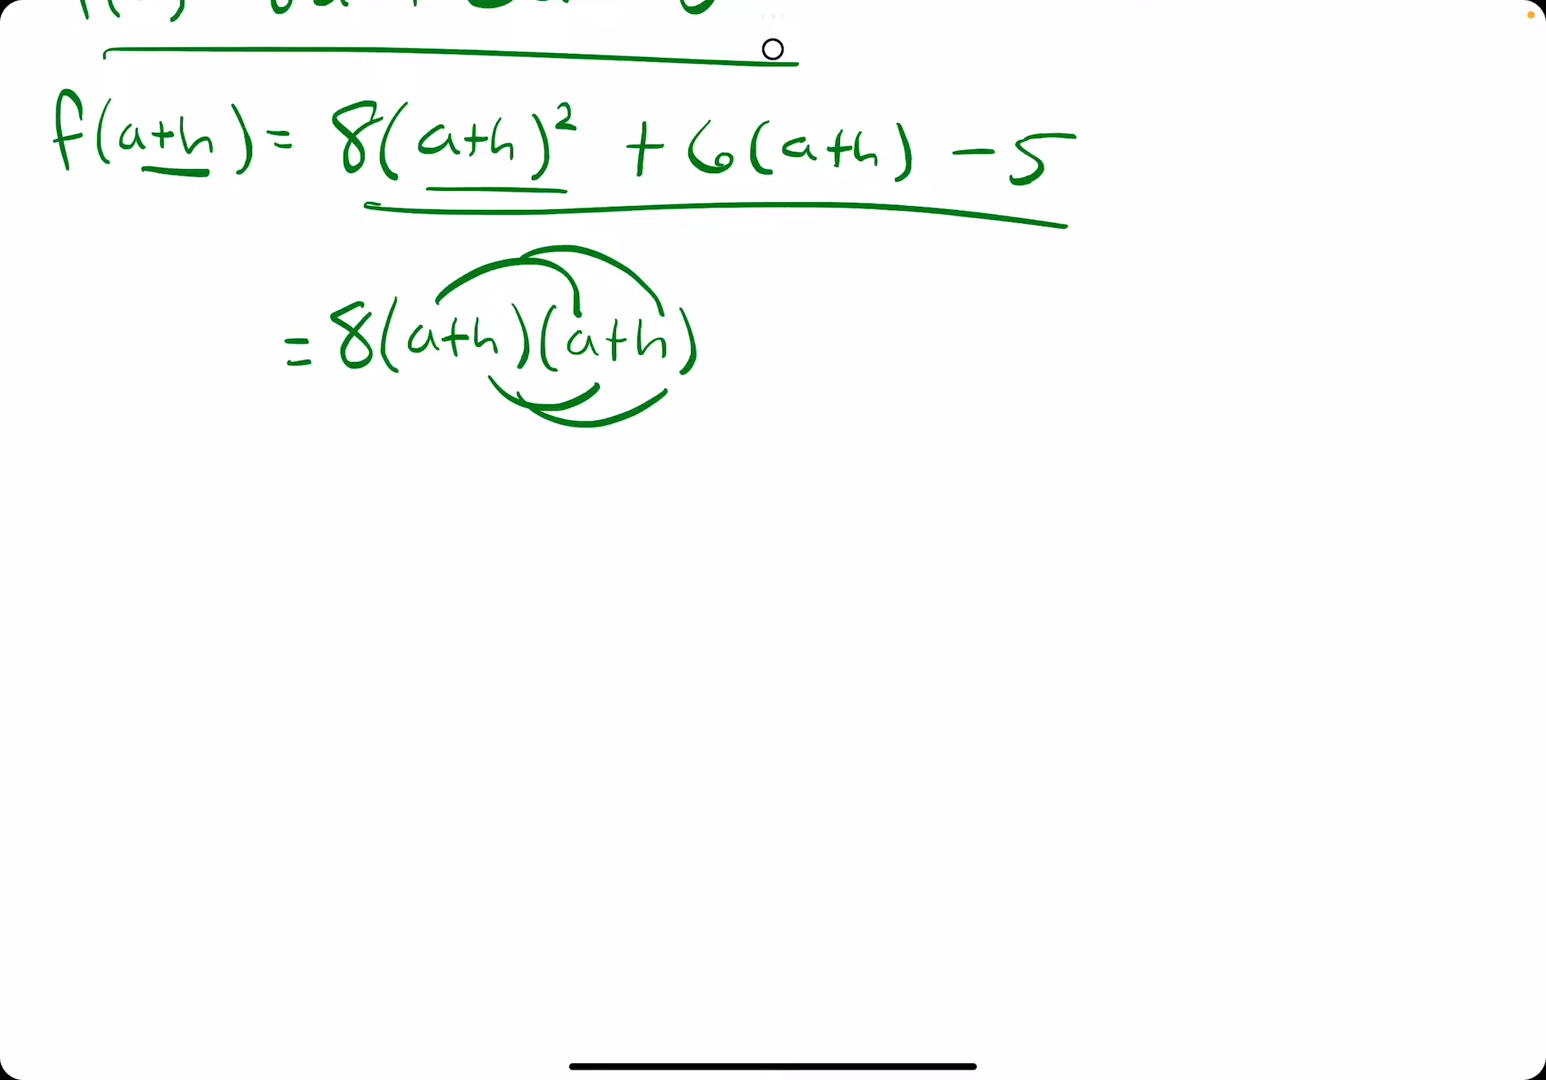 f(a+h) = 8(a+h)² + 6(a+h) - 5
= 8(a+h)(a+h)